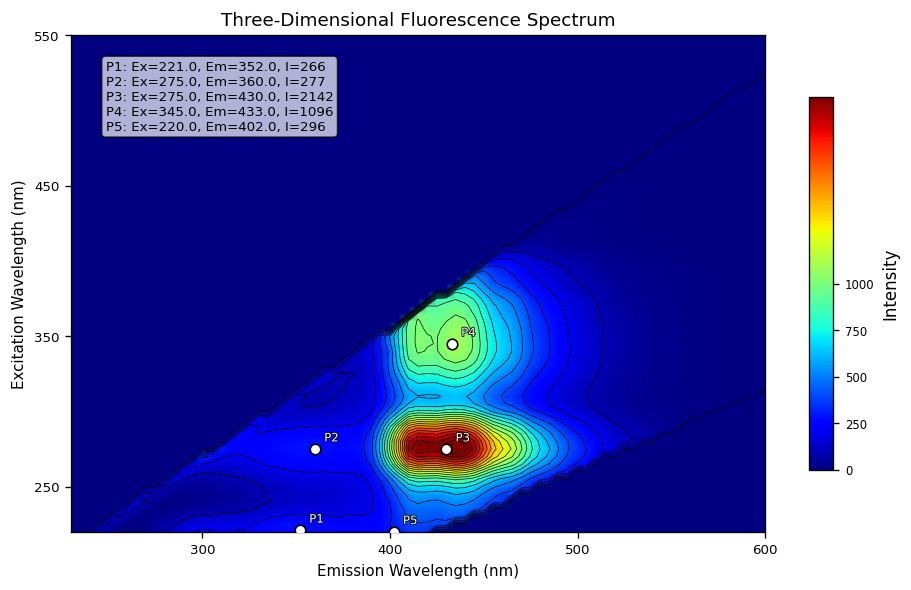 Three-Dimensional Fluorescence Spectrum
P1: Ex=221.0, Em=352.0, I=266
P2: Ex=275.0, Em=360.0, I=277
P3: Ex=275.0, Em=430.0, I=2142
P4: Ex=345.0, Em=433.0, I=1096
P5: Ex=220.0, Em=402.0, I=296
550
450
350
250
Excitation Wavelength (nm)
P4
P2
P3
P1
P5
300
400
500
600
Emission Wavelength (nm)
1000
750
500
250
0
Intensity